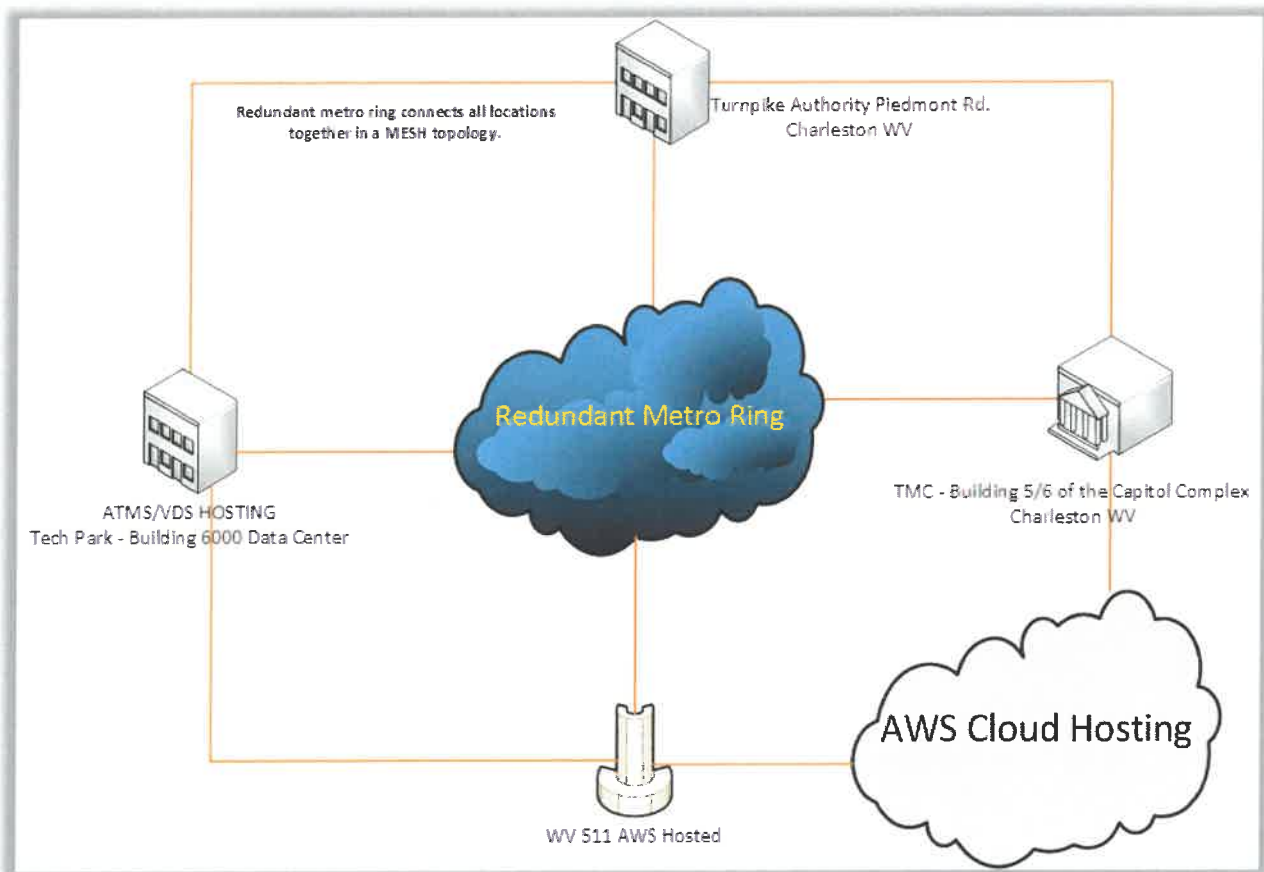 Redundant metro ring connects all locations
together in a MESH topology.
Turnpike Authority Piedmont Rd.
Charleston WV
Redundant Metro Ring
ATMS/VDS HOSTING
Tech Park - Building 6000 Data Center
TMC - Building 5/6 of the Capitol Complex
Charleston WV
AWS Cloud Hosting
WV 511 AWS Hosted